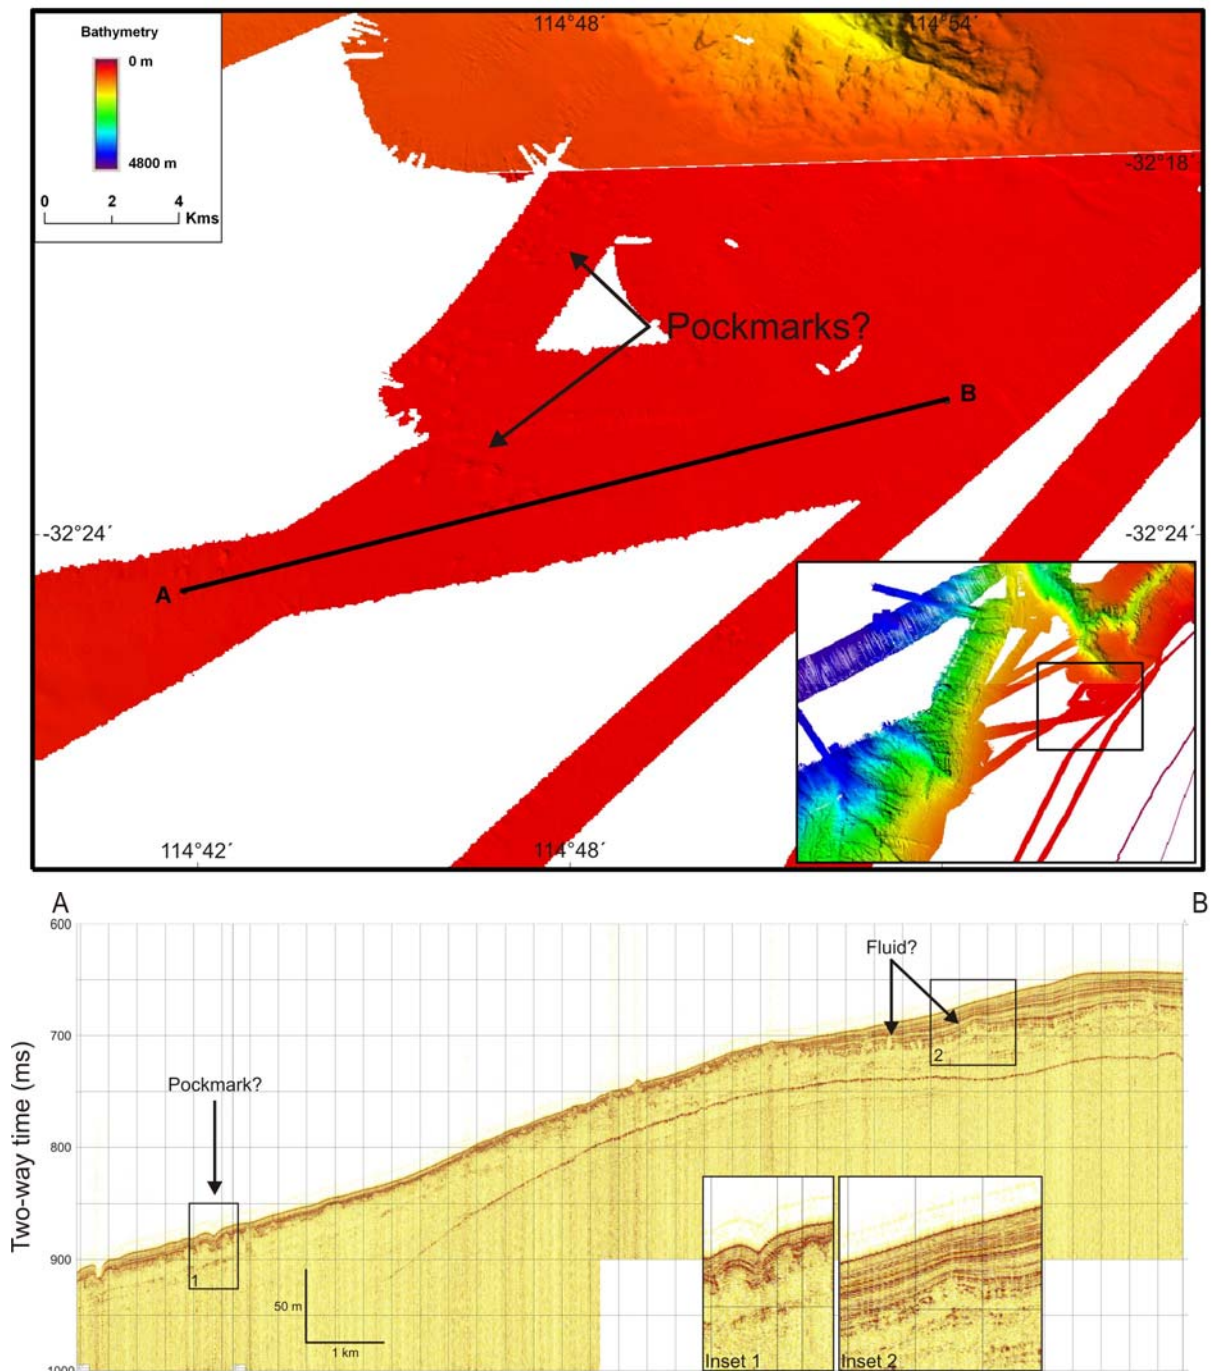 114°48´ 114°54´
Bathymetry
0 m
4800 m
0 2 4
Kms
-32°18´
Pockmarks?
B
-32°24´ -32°24´
A
114°42´ 114°48´
A B
600
Fluid?
700
2
Pockmark?
800
Two-way time (ms)
900
1
50 m
1 km
Inset 1 Inset 2
1000